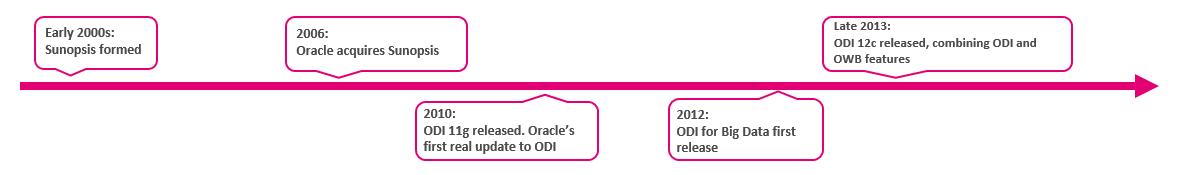 Early 2000s:
Sunopsis formed
2006:
Oracle acquires Sunopsis
2010:
ODI 11g released. Oracle’s
first real update to ODI
2012:
ODI for Big Data first
release
Late 2013:
ODI 12c released, combining ODI and
OWB features